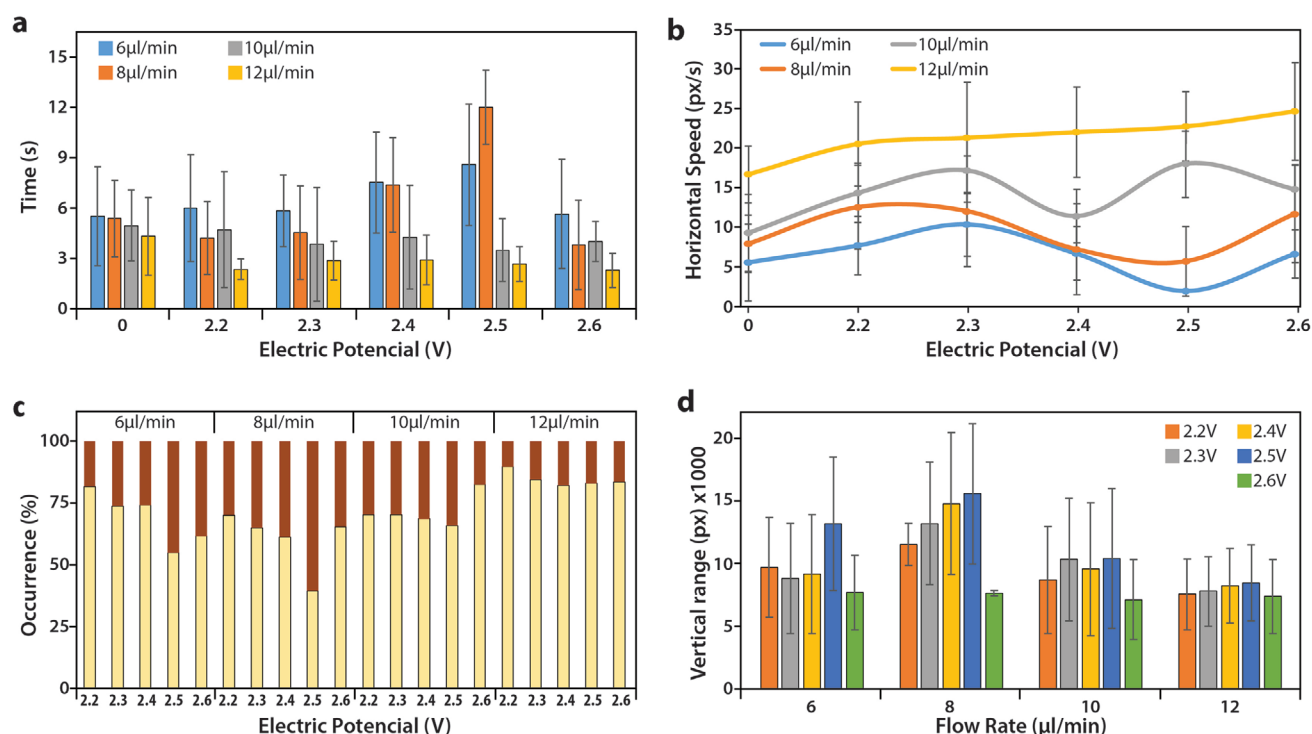 a
6µl/min 10µl/min
8µl/min 12µl/min
15
12
9
6
3
0
Time (s)
0 2.2 2.3 2.4 2.5 2.6
Electric Potencial (V)
b
6µl/min 10µl/min
8µl/min 12µl/min
35
30
25
20
15
10
5
0
Horizontal Speed (px/s)
0 2.2 2.3 2.4 2.5 2.6
Electric Potencial (V)
c
6µl/min 8µl/min 10µl/min 12µl/min
100
75
50
25
0
Occurrence (%)
2.2 2.3 2.4 2.5 2.6 2.2 2.3 2.4 2.5 2.6 2.2 2.3 2.4 2.5 2.6 2.2 2.3 2.4 2.5 2.6
Electric Potencial (V)
d
2.2V 2.4V
2.3V 2.5V
2.6V
20
15
10
5
0
Vertical range (px) x1000
6 8 10 12
Flow Rate (µl/min)